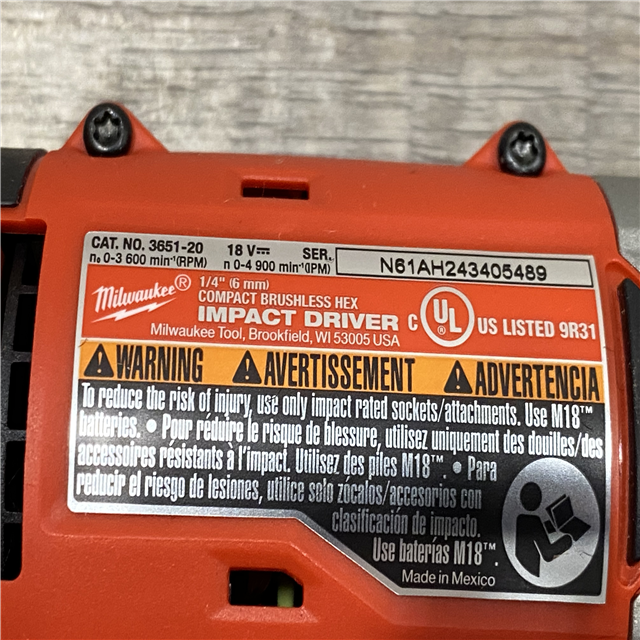 CAT. NO. 3651-20 18 V⎓ SER. N61AH243405489
n₀ 0-3 600 min⁻¹(RPM) n 0-4 900 min⁻¹(IPM)
Milwaukee®
1/4" (6 mm)
COMPACT BRUSHLESS HEX
IMPACT DRIVER
Milwaukee Tool, Brookfield, WI 53005 USA
C UL® US LISTED 9R31
WARNING AVERTISSEMENT ADVERTENCIA
To reduce the risk of injury, use only impact rated sockets/attachments. Use M18™
batteries. • Pour réduire le risque de blessure, utilisez uniquement des douilles/des
accessoires résistants à l'impact. Utilisez des piles M18™. • Para
reducir el riesgo de lesiones, utilice solo zócalos/accesorios con
clasificación de impacto.
Use baterías M18™.
Made in Mexico